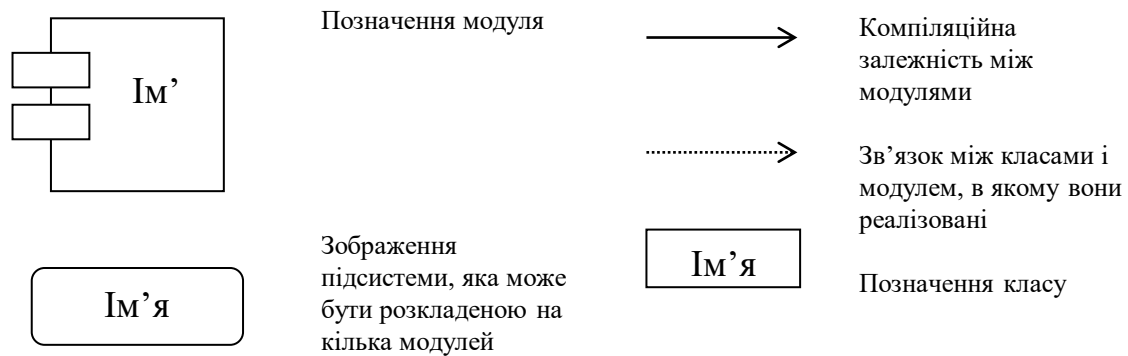 Ім’
Позначення модуля
Ім’я
Зображення
підсистеми, яка може
бути розкладеною на
кілька модулей
Компіляційна
залежність між
модулями
Зв’язок між класами і
модулем, в якому вони
реалізовані
Ім’я
Позначення класу